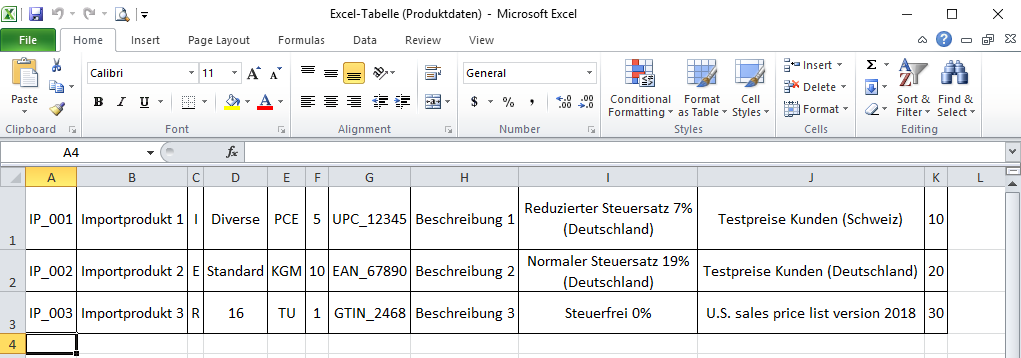 Excel-Tabelle (Produktdaten) - Microsoft Excel
File Home Insert Page Layout Formulas Data Review View
Paste Calibri 11 General Conditional Formatting Format as Table Cell Styles Insert Delete Format Sort & Filter Find & Select
Clipboard Font Alignment Number Styles Cells Editing
A4 fx
A B C D E F G H I J K L
1 IP_001 Importprodukt 1 I Diverse PCE 5 UPC_12345 Beschreibung 1 Reduzierter Steuersatz 7% (Deutschland) Testpreise Kunden (Schweiz) 10
2 IP_002 Importprodukt 2 E Standard KGM 10 EAN_67890 Beschreibung 2 Normaler Steuersatz 19% (Deutschland) Testpreise Kunden (Deutschland) 20
3 IP_003 Importprodukt 3 R 16 TU 1 GTIN_2468 Beschreibung 3 Steuerfrei 0% U.S. sales price list version 2018 30
4